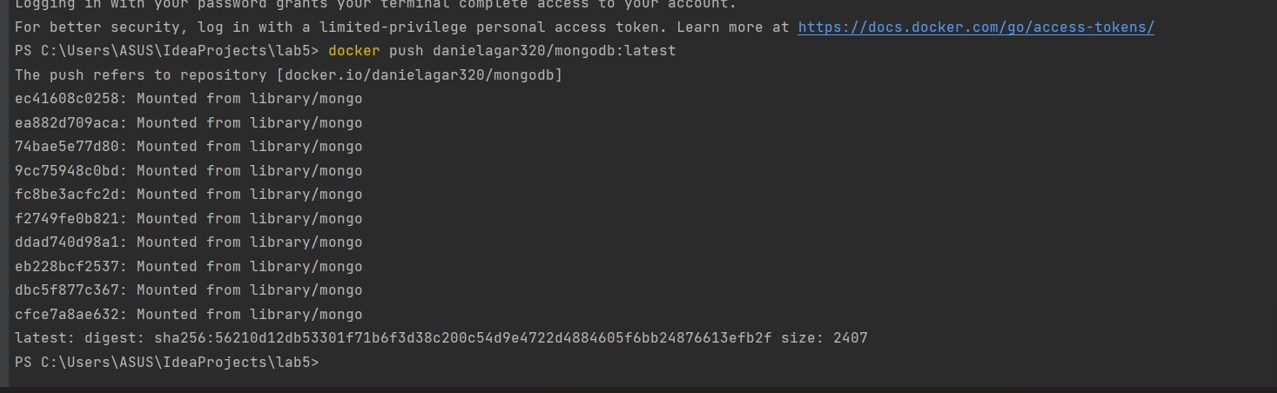 Logging in with your password grants your terminal complete access to your account.
For better security, log in with a limited-privilege personal access token. Learn more at https://docs.docker.com/go/access-tokens/
PS C:\Users\ASUS\IdeaProjects\lab5> docker push danielagar320/mongodb:latest
The push refers to repository [docker.io/danielagar320/mongodb]
ec41608c0258: Mounted from library/mongo
ea882d709aca: Mounted from library/mongo
74bae5e77d80: Mounted from library/mongo
9cc75948c0bd: Mounted from library/mongo
fc8be3acfc2d: Mounted from library/mongo
f2749fe0b821: Mounted from library/mongo
ddad740d98a1: Mounted from library/mongo
eb228bcf2537: Mounted from library/mongo
dbc5f877c367: Mounted from library/mongo
cfce7a8ae632: Mounted from library/mongo
latest: digest: sha256:56210d12db53301f71b6f3d38c200c54d9e4722d4884605f6bb24876613efb2f size: 2407
PS C:\Users\ASUS\IdeaProjects\lab5>